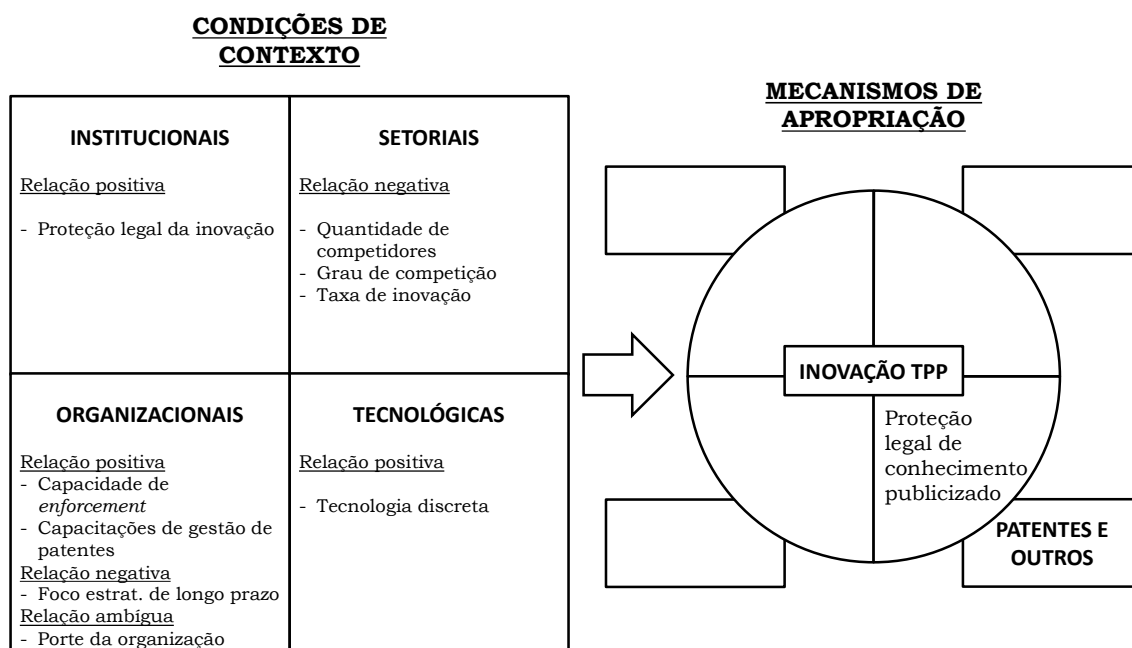 CONDIÇÕES DE
CONTEXTO
INSTITUCIONAIS
Relação positiva
- Proteção legal da inovação
SETORIAIS
Relação negativa
- Quantidade de
competidores
- Grau de competição
- Taxa de inovação
ORGANIZACIONAIS
Relação positiva
- Capacidade de
enforcement
- Capacitações de gestão de
patentes
Relação negativa
- Foco estrat. de longo prazo
Relação ambígua
- Porte da organização
TECNOLÓGICAS
Relação positiva
- Tecnologia discreta
MECANISMOS DE
APROPRIAÇÃO
INOVAÇÃO TPP
Proteção
legal de
conhecimento
publicizado
PATENTES E
OUTROS